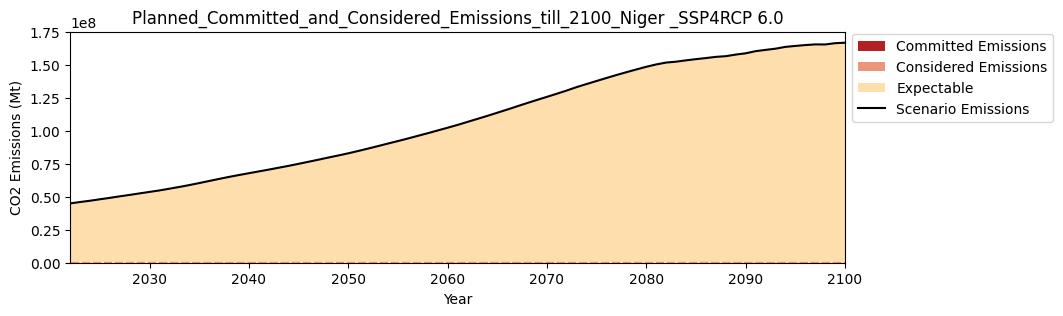 Planned_Committed_and_Considered_Emissions_till_2100_Niger _SSP4RCP 6.0
1e8
1.75
1.50
1.25
1.00
0.75
0.50
0.25
0.00
CO2 Emissions (Mt)
2030 2040 2050 2060 2070 2080 2090 2100
Year
Committed Emissions
Considered Emissions
Expectable
Scenario Emissions